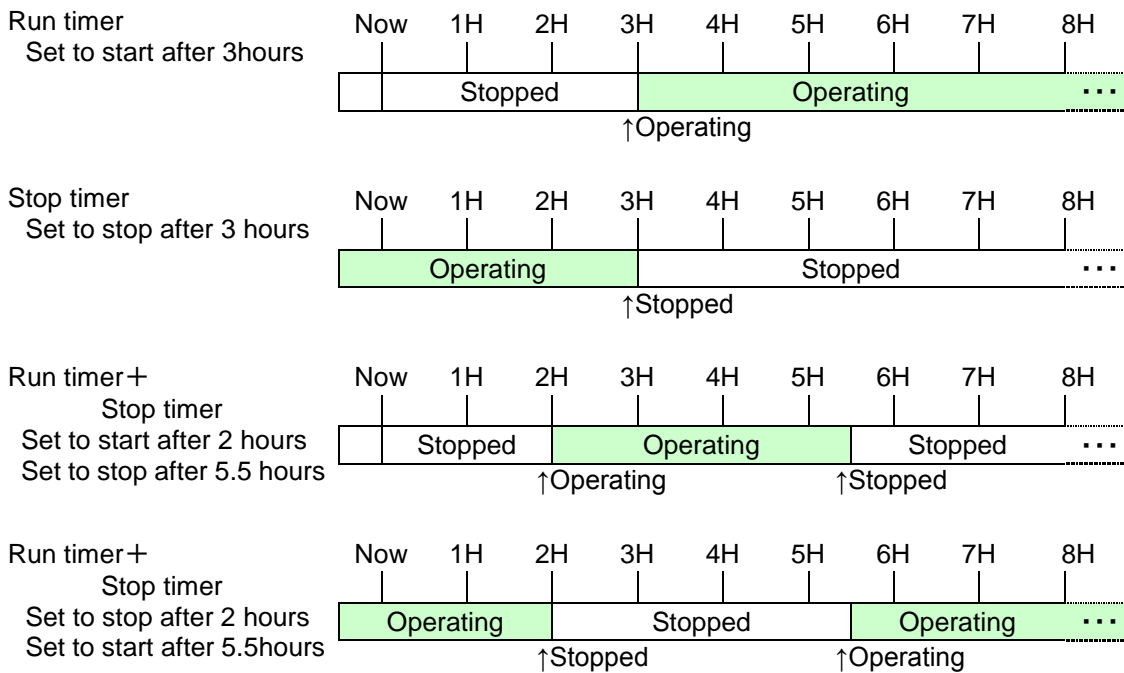 Run timer
Set to start after 3hours
Now 1H 2H 3H 4H 5H 6H 7H 8H
Stopped Operating ・・・
↑Operating
Stop timer
Set to stop after 3 hours
Now 1H 2H 3H 4H 5H 6H 7H 8H
Operating Stopped ・・・
↑Stopped
Run timer+
Stop timer
Set to start after 2 hours
Set to stop after 5.5 hours
Now 1H 2H 3H 4H 5H 6H 7H 8H
Stopped Operating Stopped ・・・
↑Operating ↑Stopped
Run timer+
Stop timer
Set to stop after 2 hours
Set to start after 5.5hours
Now 1H 2H 3H 4H 5H 6H 7H 8H
Operating Stopped Operating ・・・
↑Stopped ↑Operating